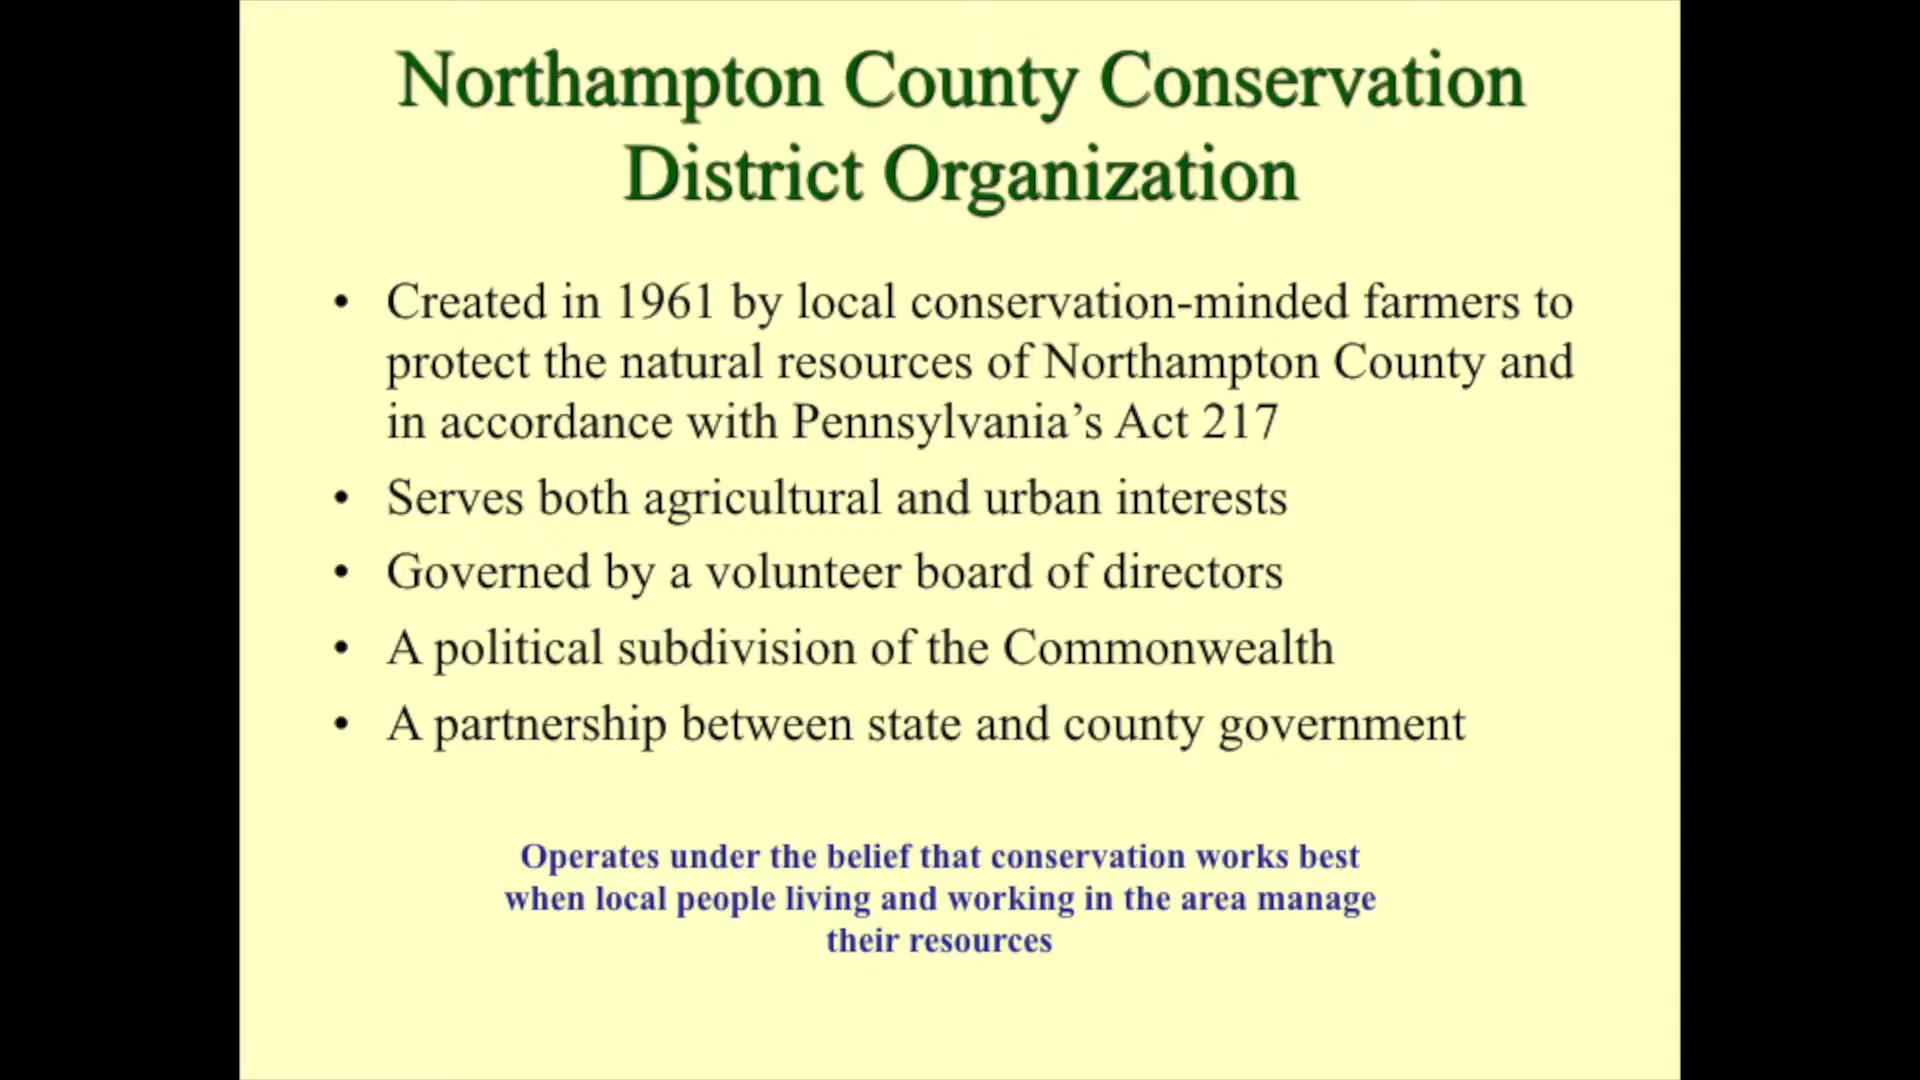 Northampton County Conservation
District Organization
• Created in 1961 by local conservation-minded farmers to
protect the natural resources of Northampton County and
in accordance with Pennsylvania’s Act 217
• Serves both agricultural and urban interests
• Governed by a volunteer board of directors
• A political subdivision of the Commonwealth
• A partnership between state and county government
Operates under the belief that conservation works best
when local people living and working in the area manage
their resources